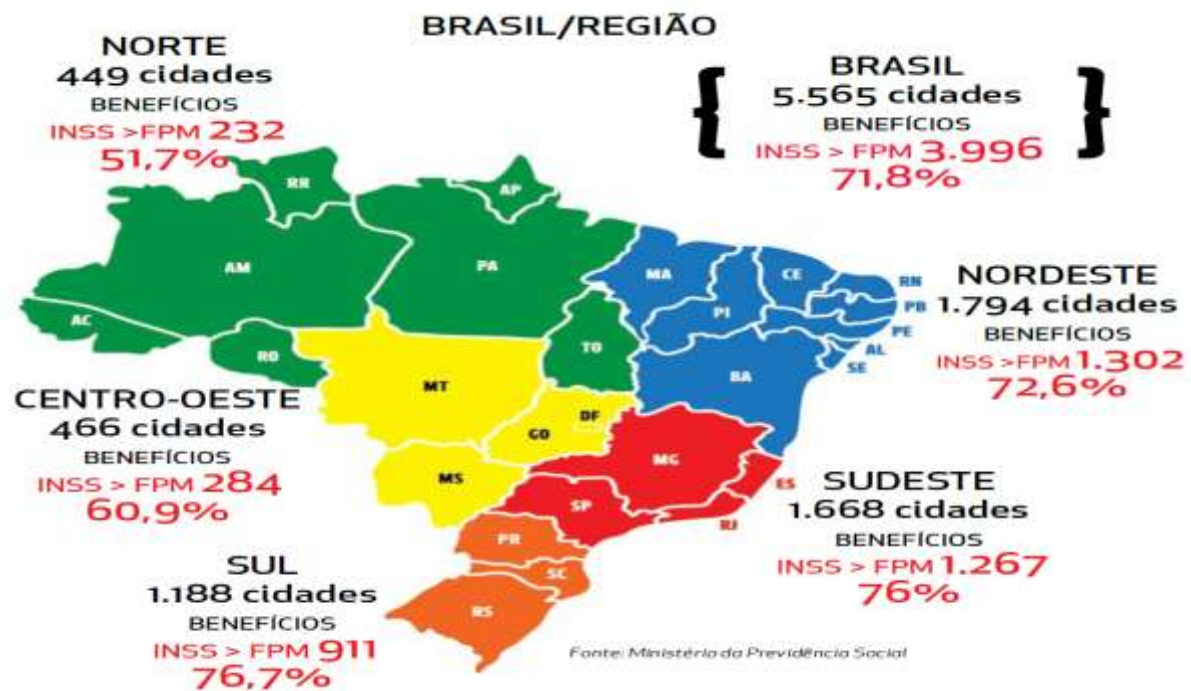 BRASIL/REGIÃO
NORTE
449 cidades
BENEFÍCIOS
INSS >FPM 232
51,7%
BRASIL
5.565 cidades
BENEFÍCIOS
INSS > FPM 3.996
71,8%
RR
AP
AM
PA
AC
RO
TO
MA
PI
CE
RN
PB
PE
AL
SE
BA
NORDESTE
1.794 cidades
BENEFÍCIOS
INSS >FPM 1.302
72,6%
CENTRO-OESTE
466 cidades
BENEFÍCIOS
INSS > FPM 284
60,9%
MT
DF
GO
MS
MG
ES
SP
RJ
SUDESTE
1.668 cidades
BENEFÍCIOS
INSS > FPM 1.267
76%
SUL
1.188 cidades
BENEFÍCIOS
INSS > FPM 911
76,7%
PR
SC
RS
Fonte: Ministério da Previdência Social